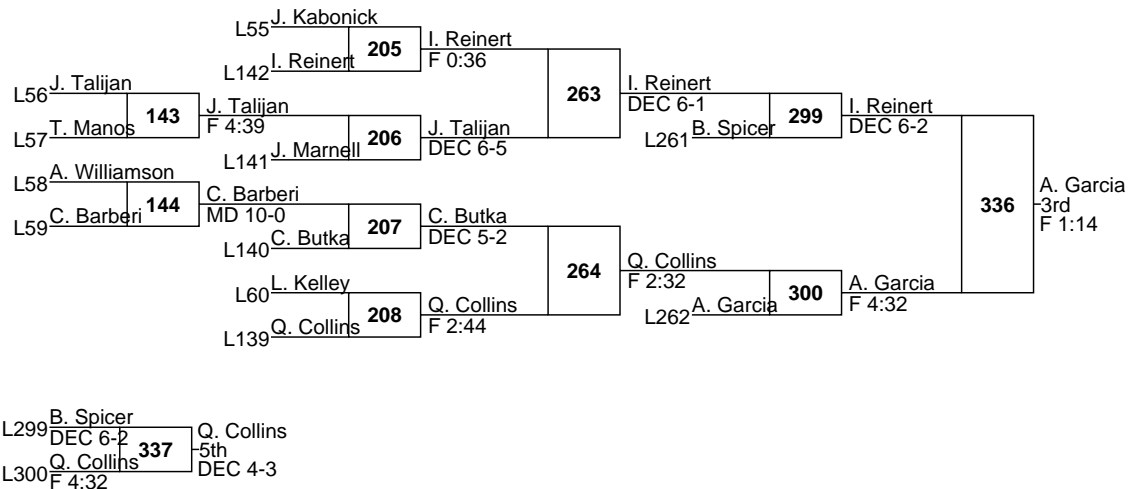 L55 J. Kabonick
205
L142 I. Reinert
I. Reinert
F 0:36
L56 J. Talijan
143
L57 T. Manos
J. Talijan
F 4:39
206
L141 J. Marnell
J. Talijan
DEC 6-5
263
I. Reinert
DEC 6-1
L58 A. Williamson
144
L59 C. Barberi
C. Barberi
MD 10-0
207
L140 C. Butka
C. Butka
DEC 5-2
L60 L. Kelley
208
L139 Q. Collins
Q. Collins
F 2:44
264
Q. Collins
F 2:32
L261 B. Spicer
299
I. Reinert
DEC 6-2
L262 A. Garcia
300
A. Garcia
F 4:32
336
A. Garcia
3rd
F 1:14
L299 B. Spicer
DEC 6-2
337
L300 Q. Collins
F 4:32
Q. Collins
5th
DEC 4-3